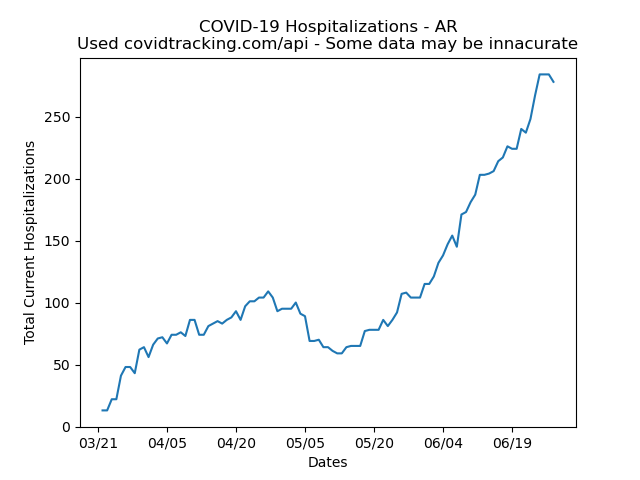 COVID-19 Hospitalizations - AR
Used covidtracking.com/api - Some data may be innacurate
Total Current Hospitalizations
250
200
150
100
50
0
03/21 04/05 04/20 05/05 05/20 06/04 06/19
Dates